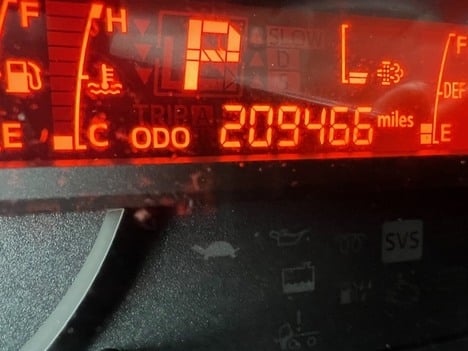 F H P SLOW F
D
DEF
E C TRIP A ODO 209466 miles E
SVS